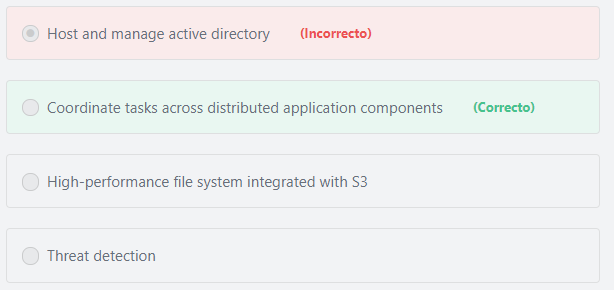 Host and manage active directory (Incorrecto)
Coordinate tasks across distributed application components (Correcto)
High-performance file system integrated with S3
Threat detection